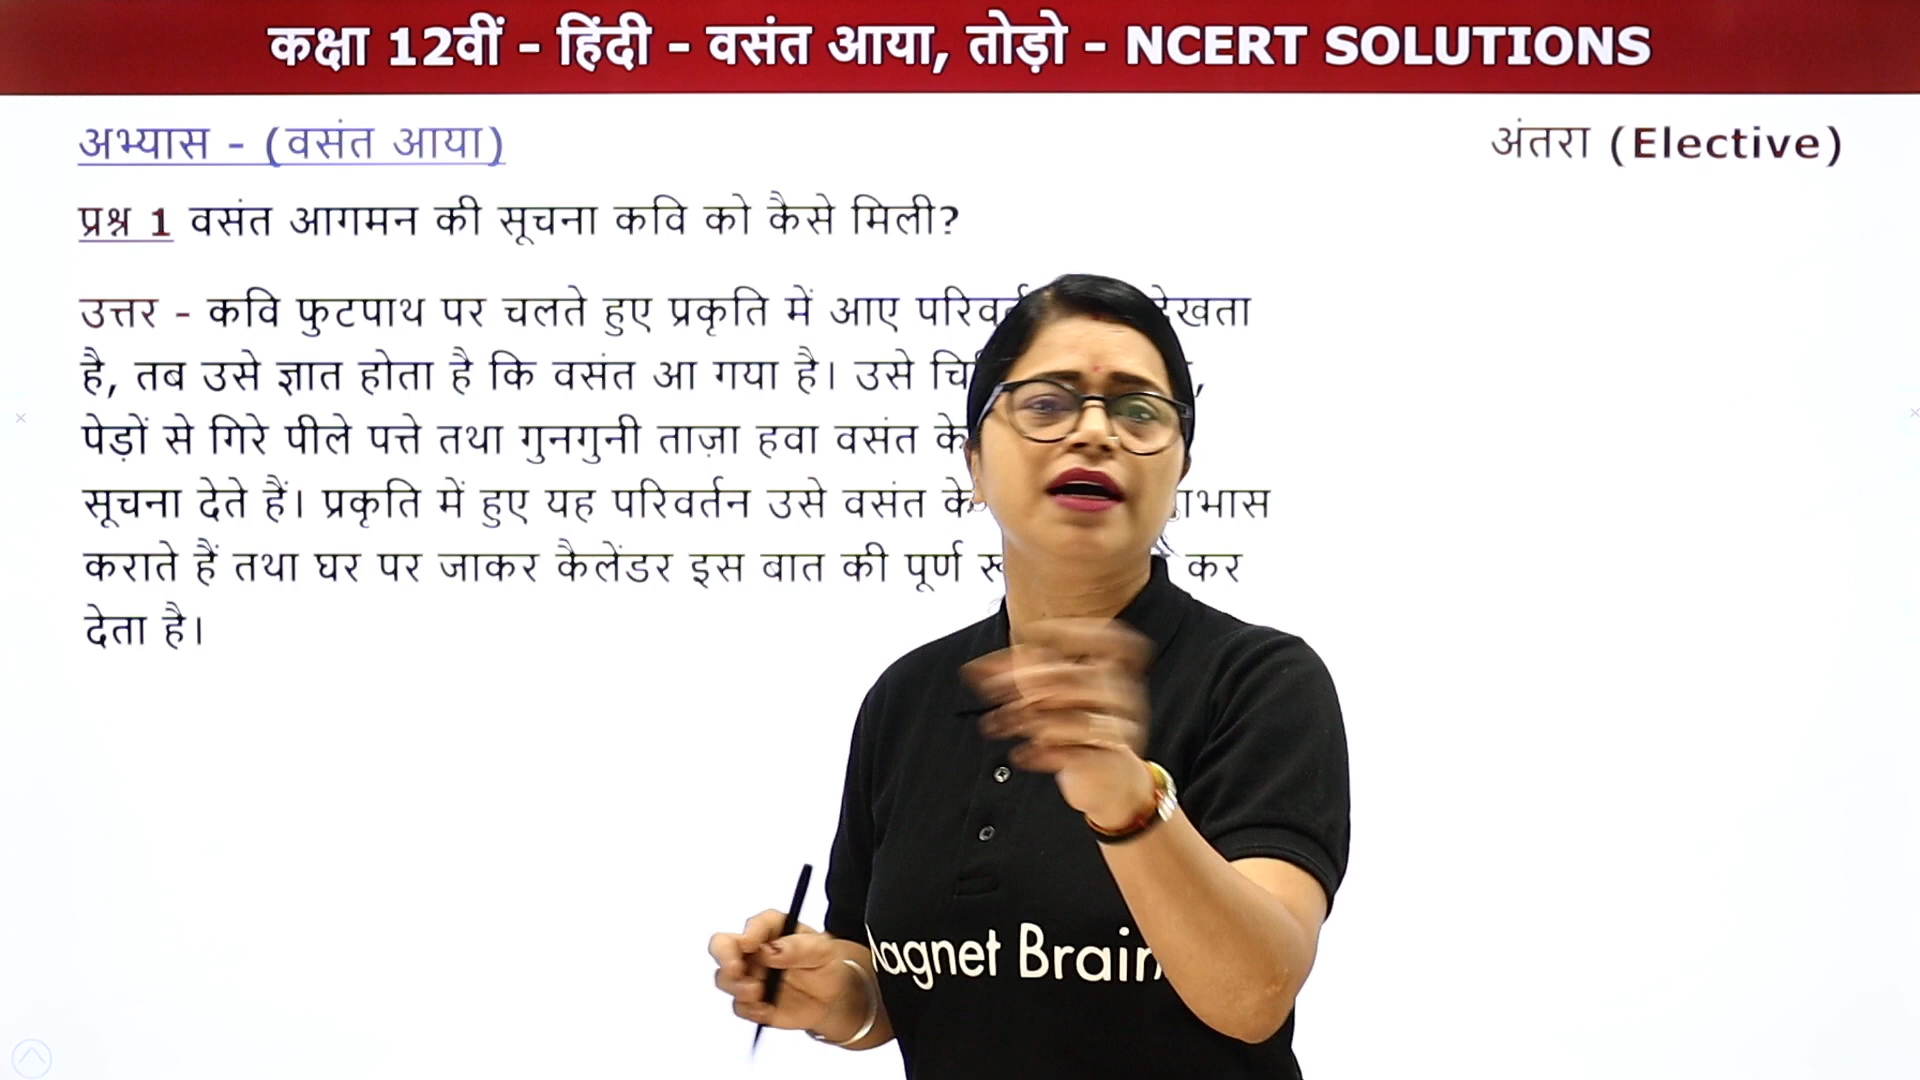 कक्षा 12वीं - हिंदी - वसंत आया, तोड़ो - NCERT SOLUTIONS
अभ्यास - (वसंत आया)
अंतरा (Elective)
प्रश्न 1 वसंत आगमन की सूचना कवि को कैसे मिली?
उत्तर - कवि फुटपाथ पर चलते हुए प्रकृति में आए
है, तब उसे ज्ञात होता है कि वसंत आ गया है। उसे
पेड़ों से गिरे पीले पत्ते तथा गुनगुनी ताज़ा हवा वसंत के
सूचना देते हैं। प्रकृति में हुए यह परिवर्तन उसे वसंत के
कराते हैं तथा घर पर जाकर कैलेंडर इस बात की पूर्ण कर
देता है।
Brain